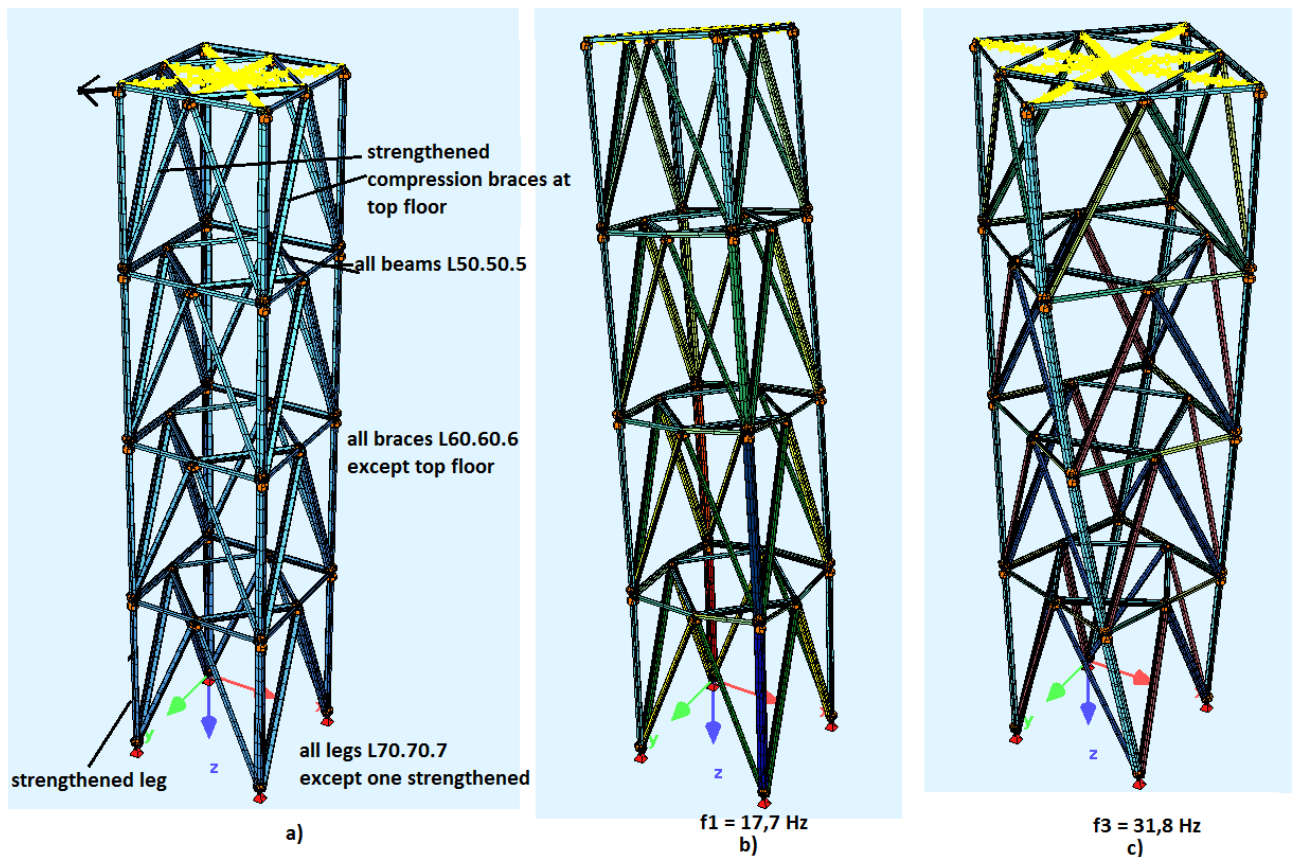 strengthened
compression braces at
top floor
all beams L50.50.5
all braces L60.60.6
except top floor
strengthened leg
all legs L70.70.7
except one strengthened
x
y
z
a)
x
y
z
f1 = 17,7 Hz
b)
y
z
f3 = 31,8 Hz
c)